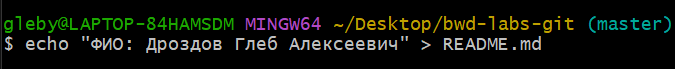 gleby@LAPTOP-84HAMSDM MINGW64 ~/Desktop/bwd-labs-git (master)
$ echo "ФИО: Дроздов Глеб Алексеевич" > README.md